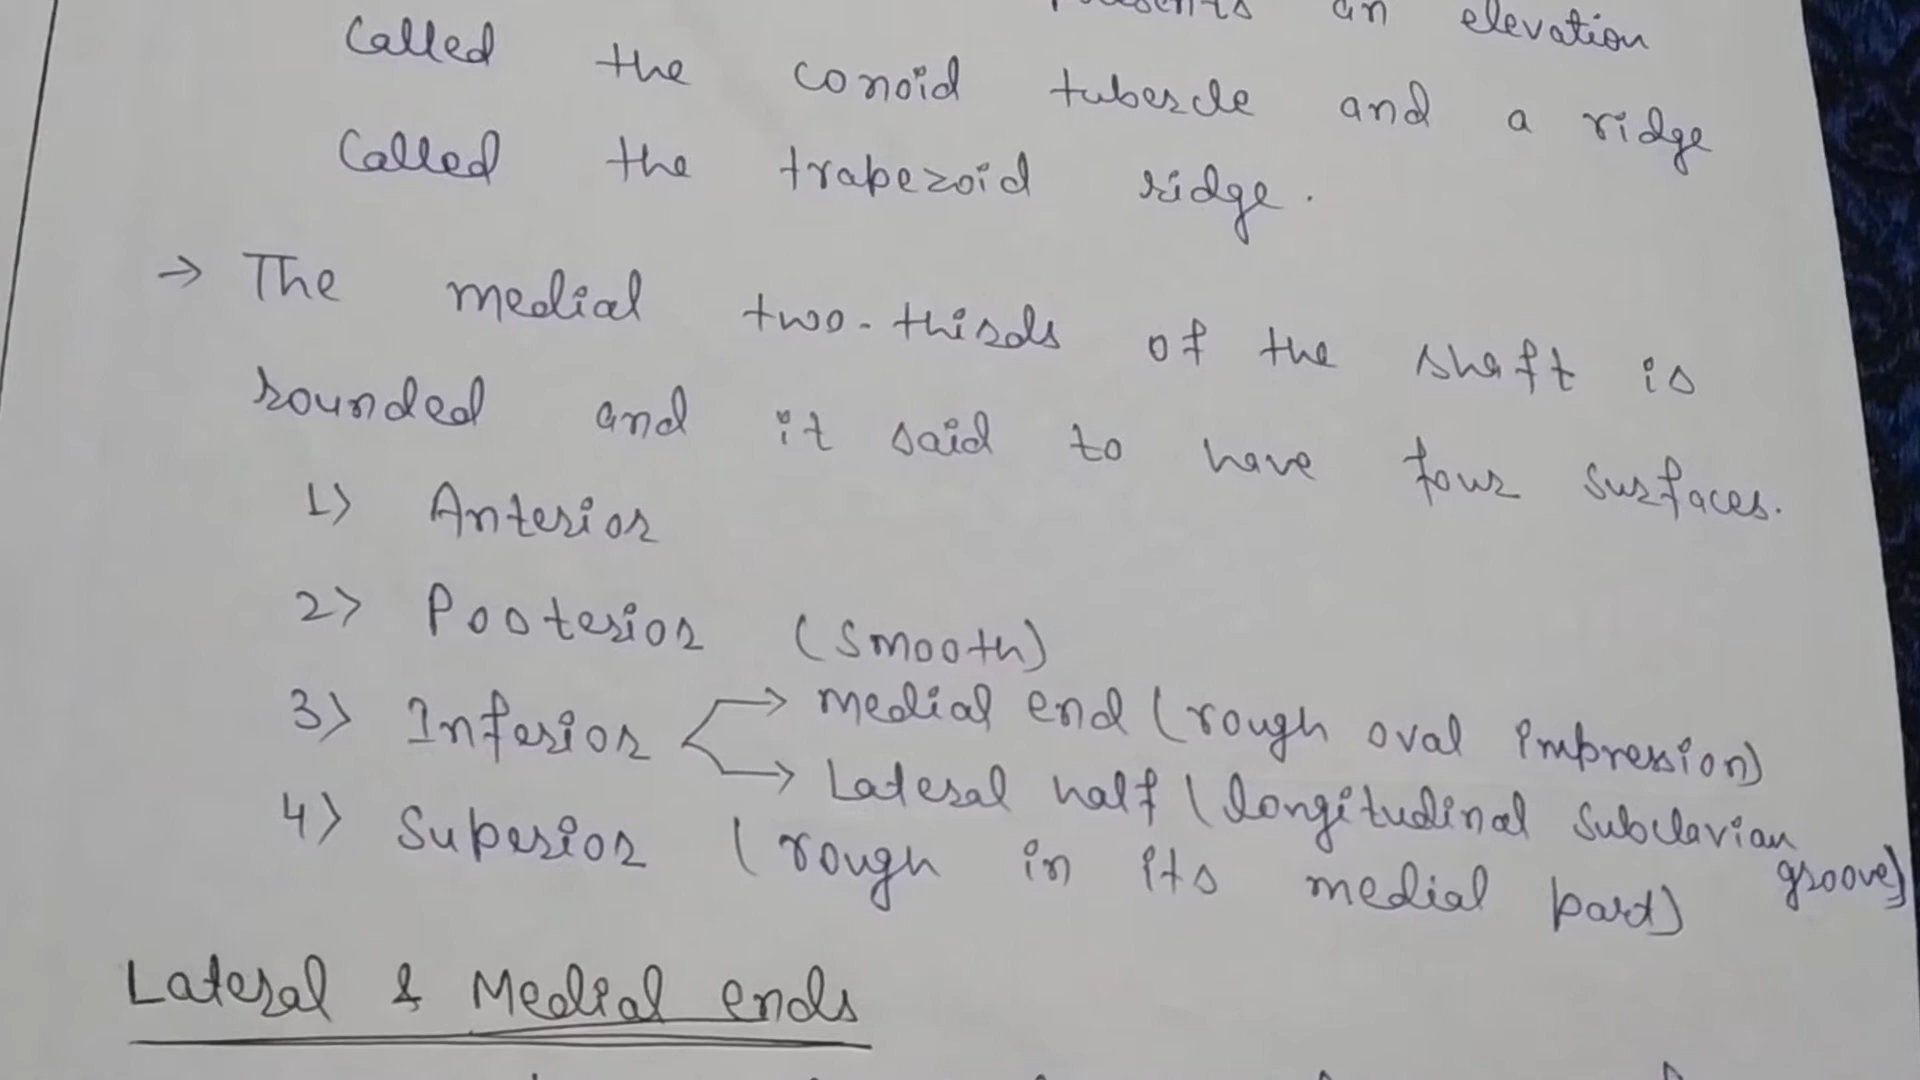 presents an elevation
called the conoid tubercle and a ridge
called the trapezoid ridge.
→ The medial two-thirds of the shaft is
rounded and it said to have four surfaces.
1) Anterior
2) Posterior (smooth)
3) Inferior → medial end (rough oval impression)
→ Lateral half (longitudinal subclavian groove)
4) Superior (rough in its medial part)
Lateral & Medial ends